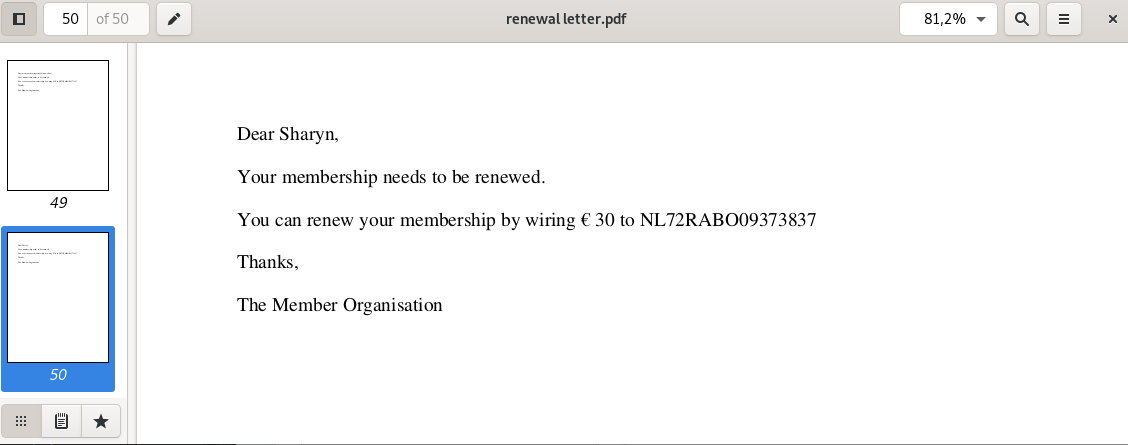 50 of 50
renewal letter.pdf
81,2%
Dear Sharyn,
Your membership needs to be renewed.
You can renew your membership by wiring € 30 to NL72RABO09373837
Thanks,
The Member Organisation
49
50